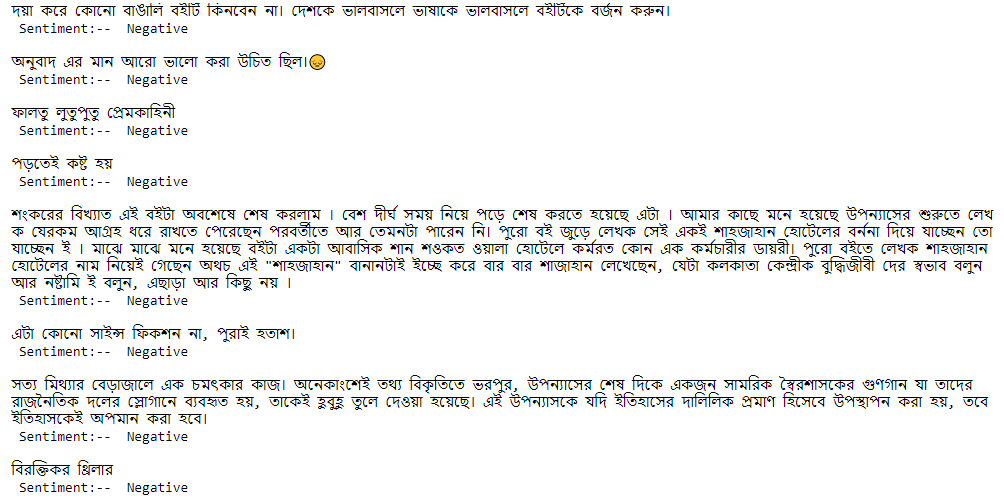 দয়া করে কোনো বাঙালি বইটি কিনবেন না। দেশকে ভালবাসলে ভাষাকে ভালবাসলে বইটিকে বর্জন করুন।
Sentiment:-- Negative
অনুবাদ এর মান আরো ভালো করা উচিত ছিল।😞
Sentiment:-- Negative
ফালতু লুতুপুতু প্রেমকাহিনী
Sentiment:-- Negative
পড়তেই কষ্ট হয়
Sentiment:-- Negative
শংকরের বিখ্যাত এই বইটা অবশেষে শেষ করলাম । বেশ দীর্ঘ সময় নিয়ে পড়ে শেষ করতে হয়েছে এটা । আমার কাছে মনে হয়েছে উপন্যাসের শুরুতে লেখ
ক যেরকম আগ্রহ ধরে রাখতে পেরেছেন পরবর্তীতে আর তেমনটা পারেন নি। পুরো বই জুড়ে লেখক সেই একই শাহজাহান হোটেলের বর্ননা দিয়ে যাচ্ছেন তো
যাচ্ছেন ই । মাঝে মাঝে মনে হয়েছে বইটা একটা আবাসিক শান শওকত ওয়ালা হোটেলে কর্মরত কোন এক কর্মচারীর ডায়রী। পুরো বইতে লেখক শাহজাহান
হোটেলের নাম নিয়েই গেছেন অথচ এই "শাহজাহান" বানানটাই ইচ্ছে করে বার বার শাজাহান লেখেছেন, যেটা কলকাতা কেন্দ্রীক বুদ্ধিজীবী দের স্বভাব বলুন
আর নষ্টামি ই বলুন, এছাড়া আর কিছু নয় ।
Sentiment:-- Negative
এটা কোনো সাইন্স ফিকশন না, পুরাই হতাশ।
Sentiment:-- Negative
সত্য মিথ্যার বেড়াজালে এক চমৎকার কাজ। অনেকাংশেই তথ্য বিকৃতিতে ভরপুর, উপন্যাসের শেষ দিকে একজন সামরিক স্বৈরশাসকের গুণগান যা তাদের
রাজনৈতিক দলের স্লোগানে ব্যবহৃত হয়, তাকেই হুবুহু তুলে দেওয়া হয়েছে। এই উপন্যাসকে যদি ইতিহাসের দালিলিক প্রমাণ হিসেবে উপস্থাপন করা হয়, তবে
ইতিহাসকেই অপমান করা হবে।
Sentiment:-- Negative
বিরক্তিকর থ্রিলার
Sentiment:-- Negative